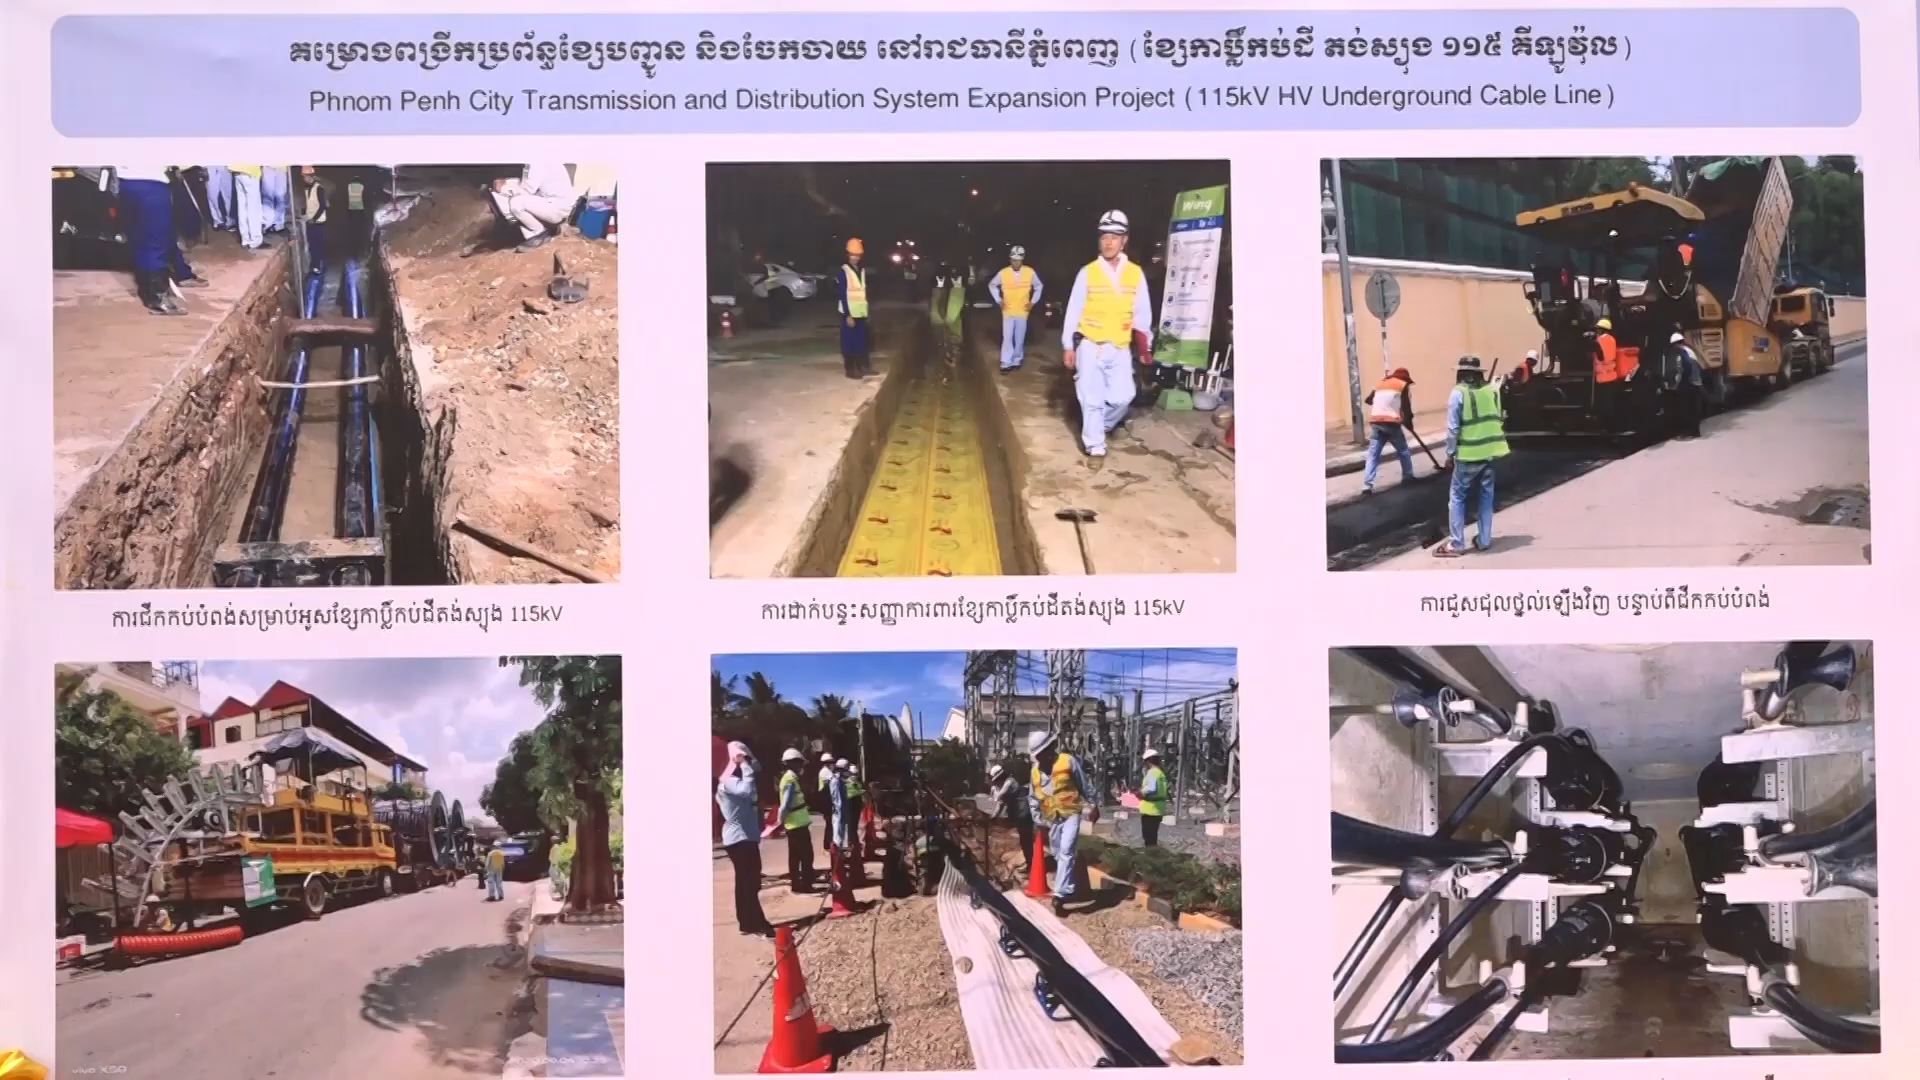 គម្រោងពង្រីកប្រព័ន្ធខ្សែបញ្ជូន និងចែកចាយ នៅរាជធានីភ្នំពេញ (ខ្សែកាប្លិ៍កប់ដី តង់ស្យុង ១១៥ គីឡូវ៉ុល)
Phnom Penh City Transmission and Distribution System Expansion Project (115kV HV Underground Cable Line)
Wing
ការជីកកប់បំពង់សម្រាប់អូសខ្សែកាប្លិ៍កប់ដីតង់ស្យុង 115kV
ការដាក់បន្ទះសញ្ញាការពារខ្សែកាប្លិ៍កប់ដីតង់ស្យុង 115kV
ការជួសជុលថ្នល់ឡើងវិញ បន្ទាប់ពីជីកកប់បំពង់
vivo X50